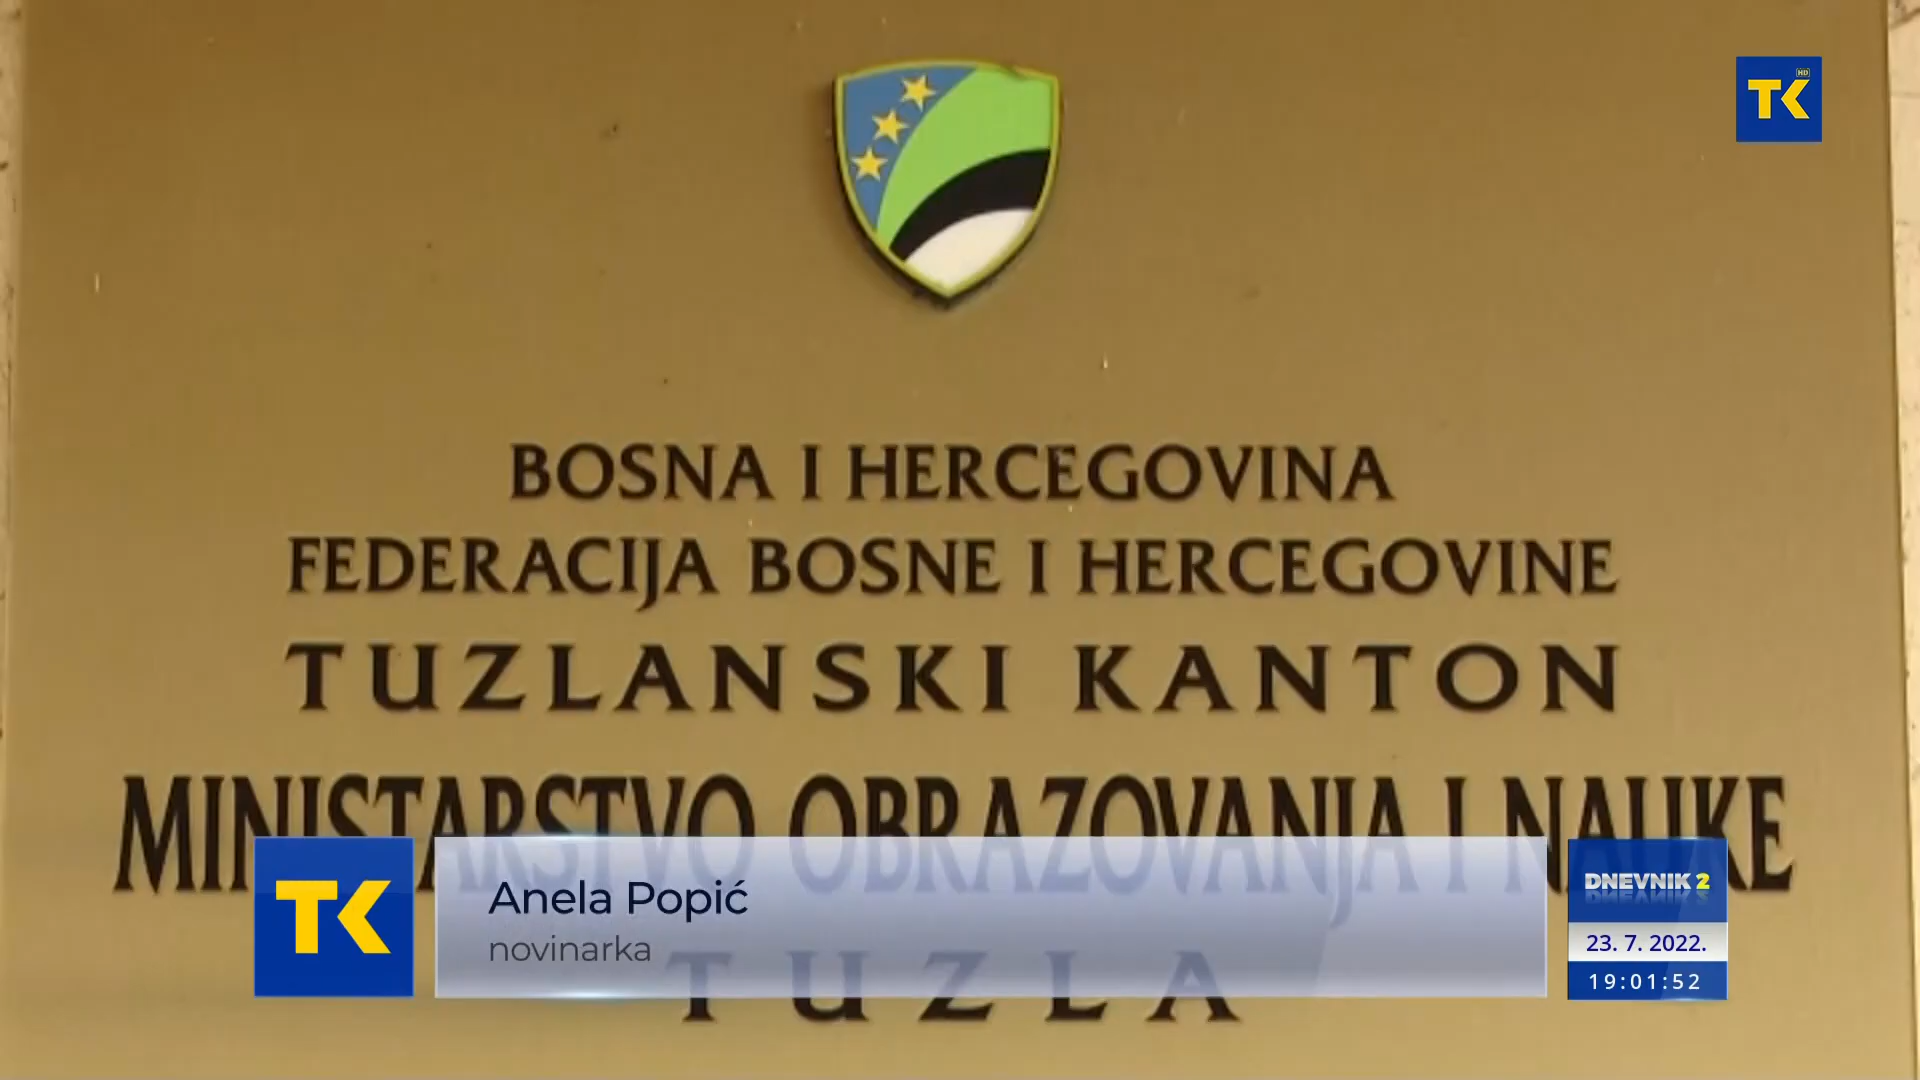 TK HD
BOSNA I HERCEGOVINA
FEDERACIJA BOSNE I HERCEGOVINE
TUZLANSKI KANTON
MINISTARSTVO OBRAZOVANJA I NAUKE
TUZLA
TK
Anela Popić
novinarka
DNEVNIK 2
23. 7. 2022.
19:01:52